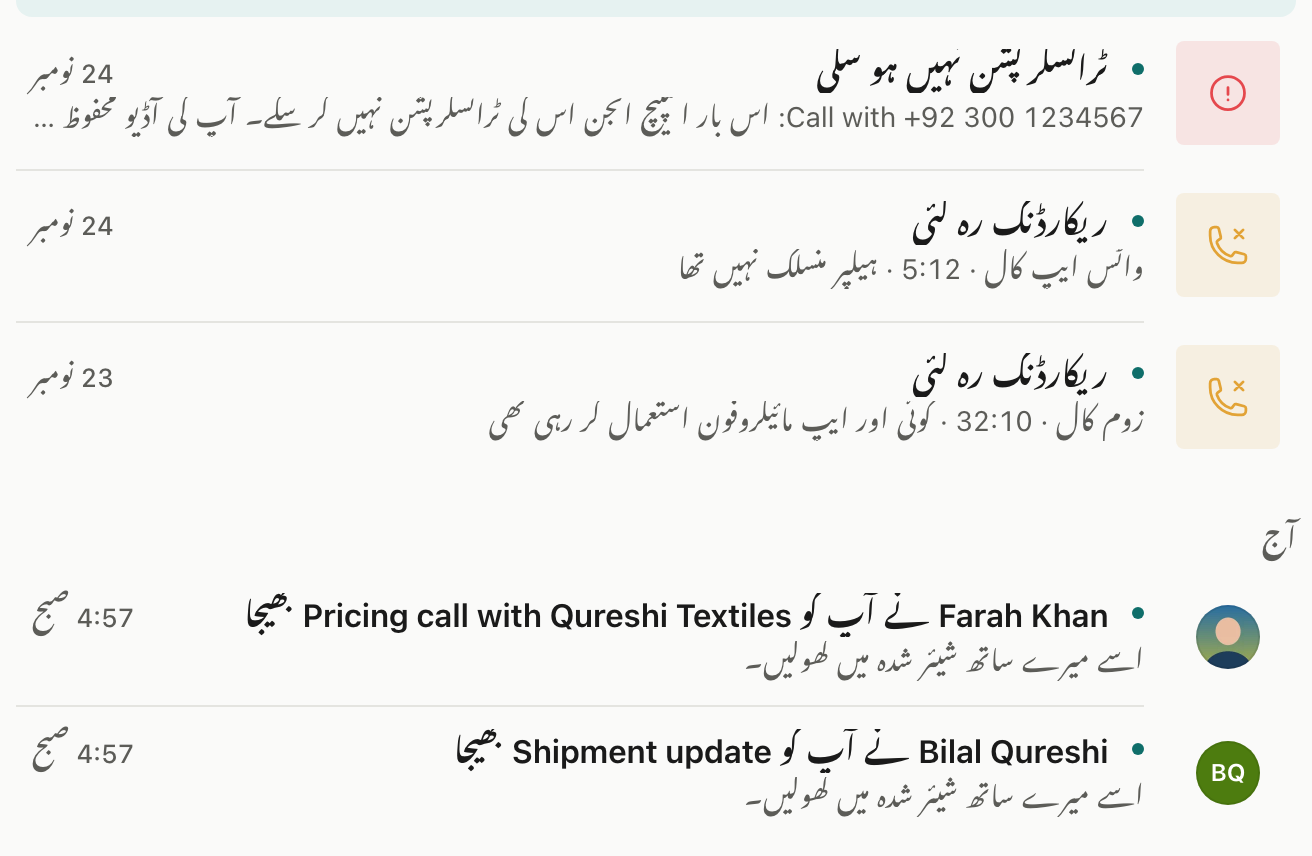 ٹرانسکرپشن نہیں ہو سکی
24 نومبر
Call with +92 300 1234567: اس بار اسپیچ انجن اس کی ٹرانسکرپشن نہیں کر سکے۔ آپ کی آڈیو محفوظ ...
ریکارڈنگ رہ گئی
24 نومبر
واٹس ایپ کال · 5:12 · ہیلپر منسلک نہیں تھا
ریکارڈنگ رہ گئی
23 نومبر
زوم کال · 32:10 · کوئی اور ایپ مائیکروفون استعمال کر رہی تھی
آج
Farah Khan نے آپ کو Pricing call with Qureshi Textiles بھیجا
4:57 صبح
اسے میرے ساتھ شیئر شدہ میں کھولیں۔
Bilal Qureshi نے آپ کو Shipment update بھیجا
4:57 صبح
اسے میرے ساتھ شیئر شدہ میں کھولیں۔
BQ